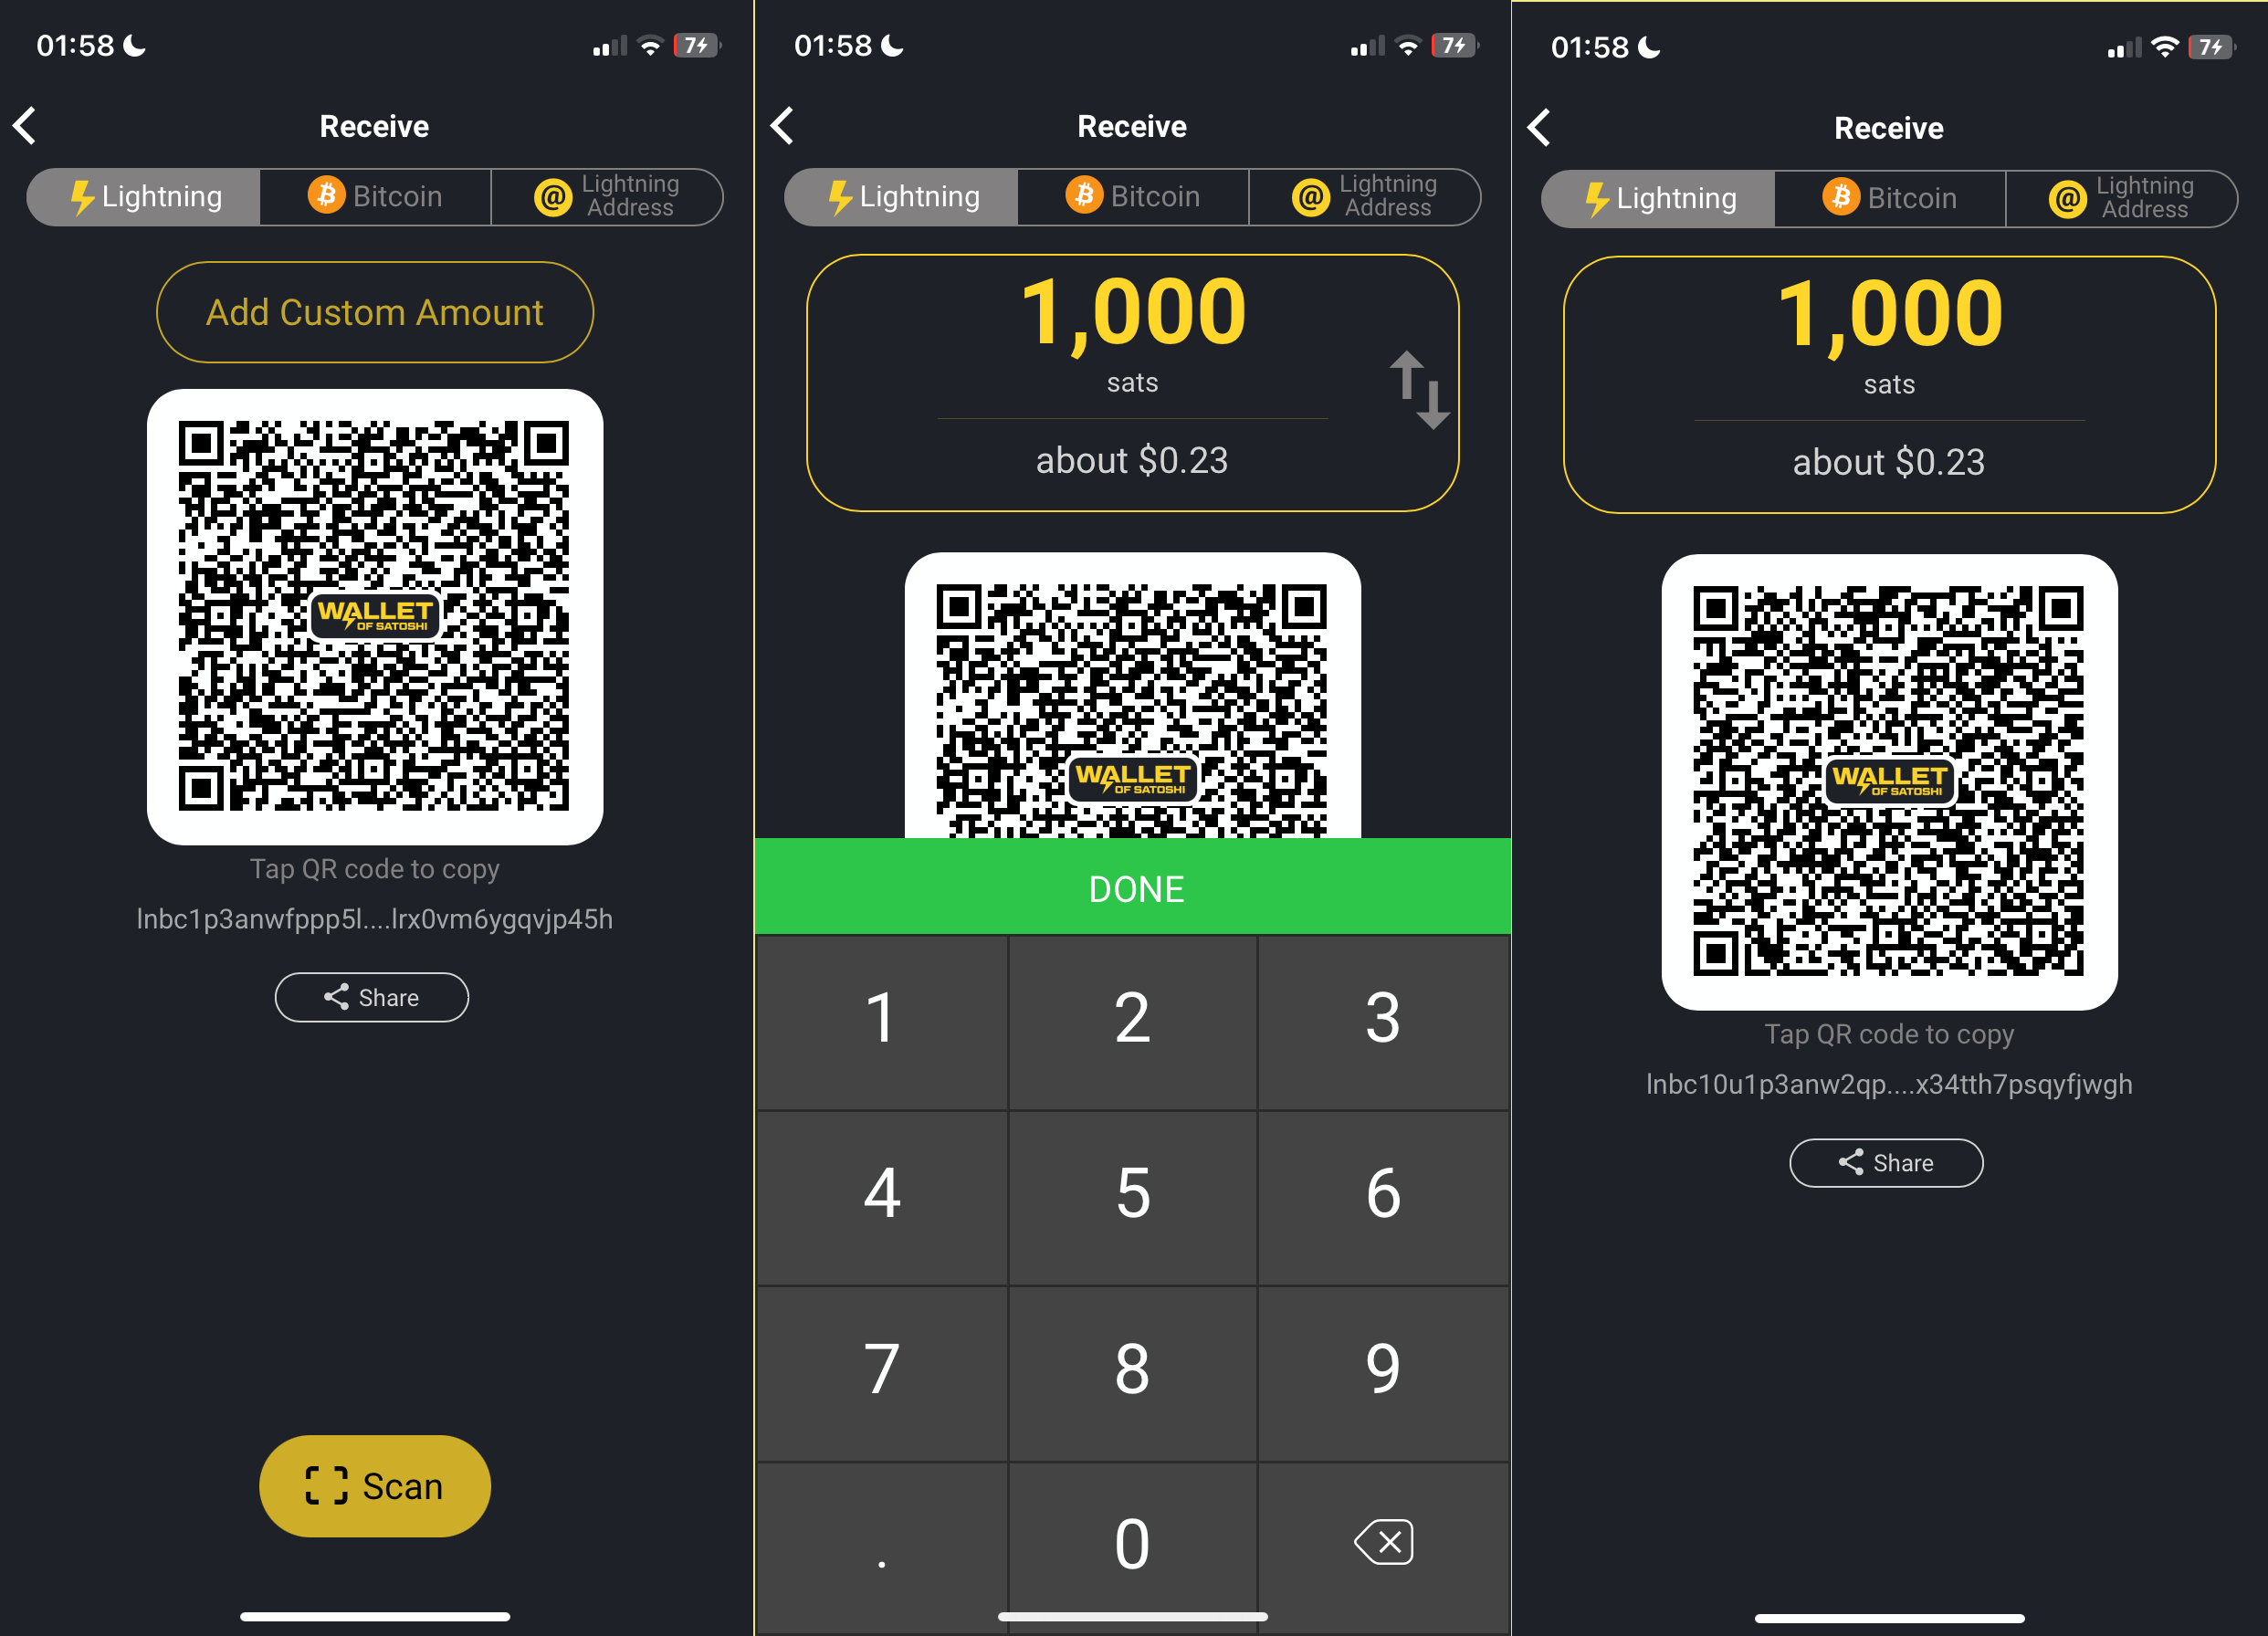 01:58
7
Receive
Lightning
Bitcoin
@
Lightning
Address
Add Custom Amount
WALLET
OF SATOSHI
Tap QR code to copy
lnbc1p3anwfppp5l....lrx0vm6ygqvjp45h
Share
Scan
01:58
7
Receive
Lightning
Bitcoin
@
Lightning
Address
1,000
sats
about $0.23
WALLET
OF SATOSHI
DONE
1 2 3
4 5 6
7 8 9
. 0
01:58
7
Receive
Lightning
Bitcoin
@
Lightning
Address
1,000
sats
about $0.23
WALLET
OF SATOSHI
Tap QR code to copy
lnbc10u1p3anw2qp....x34tth7psqyfjwgh
Share